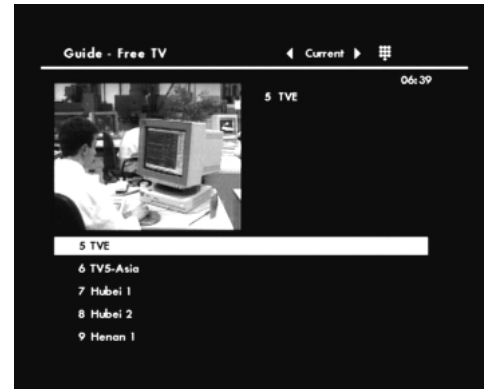 Guide - Free TV
Current
06:39
5 TVE
5 TVE
6 TV5-Asia
7 Hubei 1
8 Hubei 2
9 Henan 1